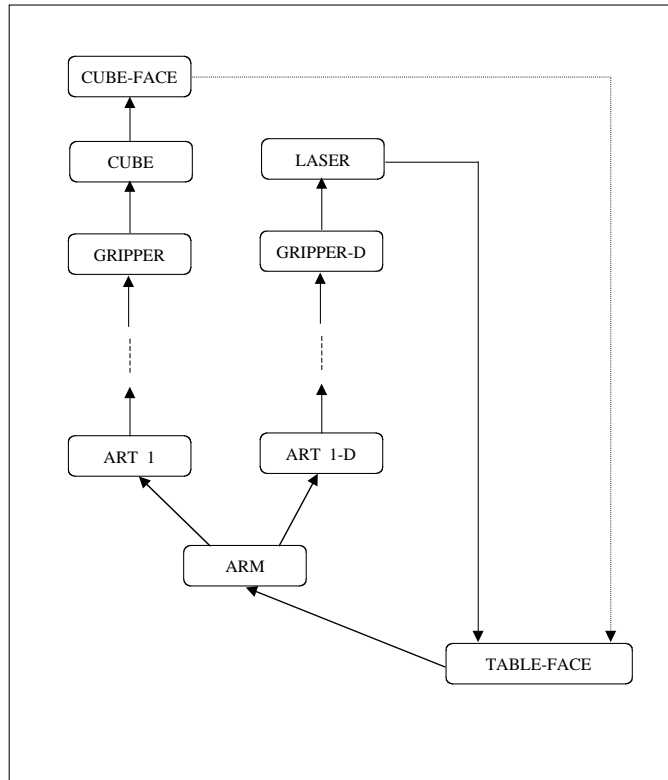 CUBE-FACE
CUBE
LASER
GRIPPER
GRIPPER-D
ART 1
ART 1-D
ARM
TABLE-FACE